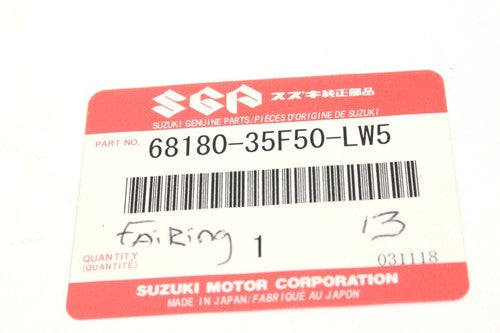 SGP スズキ純正部品
SUZUKI GENUINE PARTS/PIÈCES D'ORIGINE DE SUZUKI
PART NO. 68180-35F50-LW5
FAiRing 1 13
QUANTITY
(QUANTITÉ) 031118
SUZUKI MOTOR CORPORATION
MADE IN JAPAN/FABRIQUÉ AU JAPON